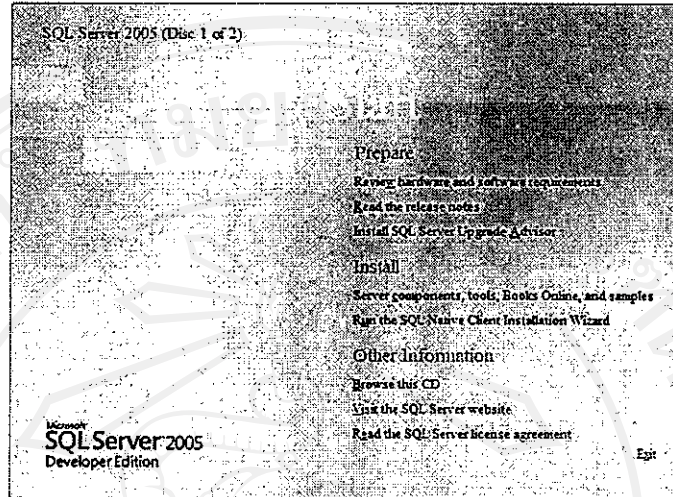 SQL Server 2005 (Disc 1 of 2)
Prepare
Review hardware and software requirements
Read the release notes
Install SQL Server Upgrade Advisor
Install
Server components, tools, Books Online, and samples
Run the SQL Native Client Installation Wizard
Other Information
Browse this CD
Visit the SQL Server website
Read the SQL Server license agreement
Exit
Microsoft
SQL Server 2005
Developer Edition